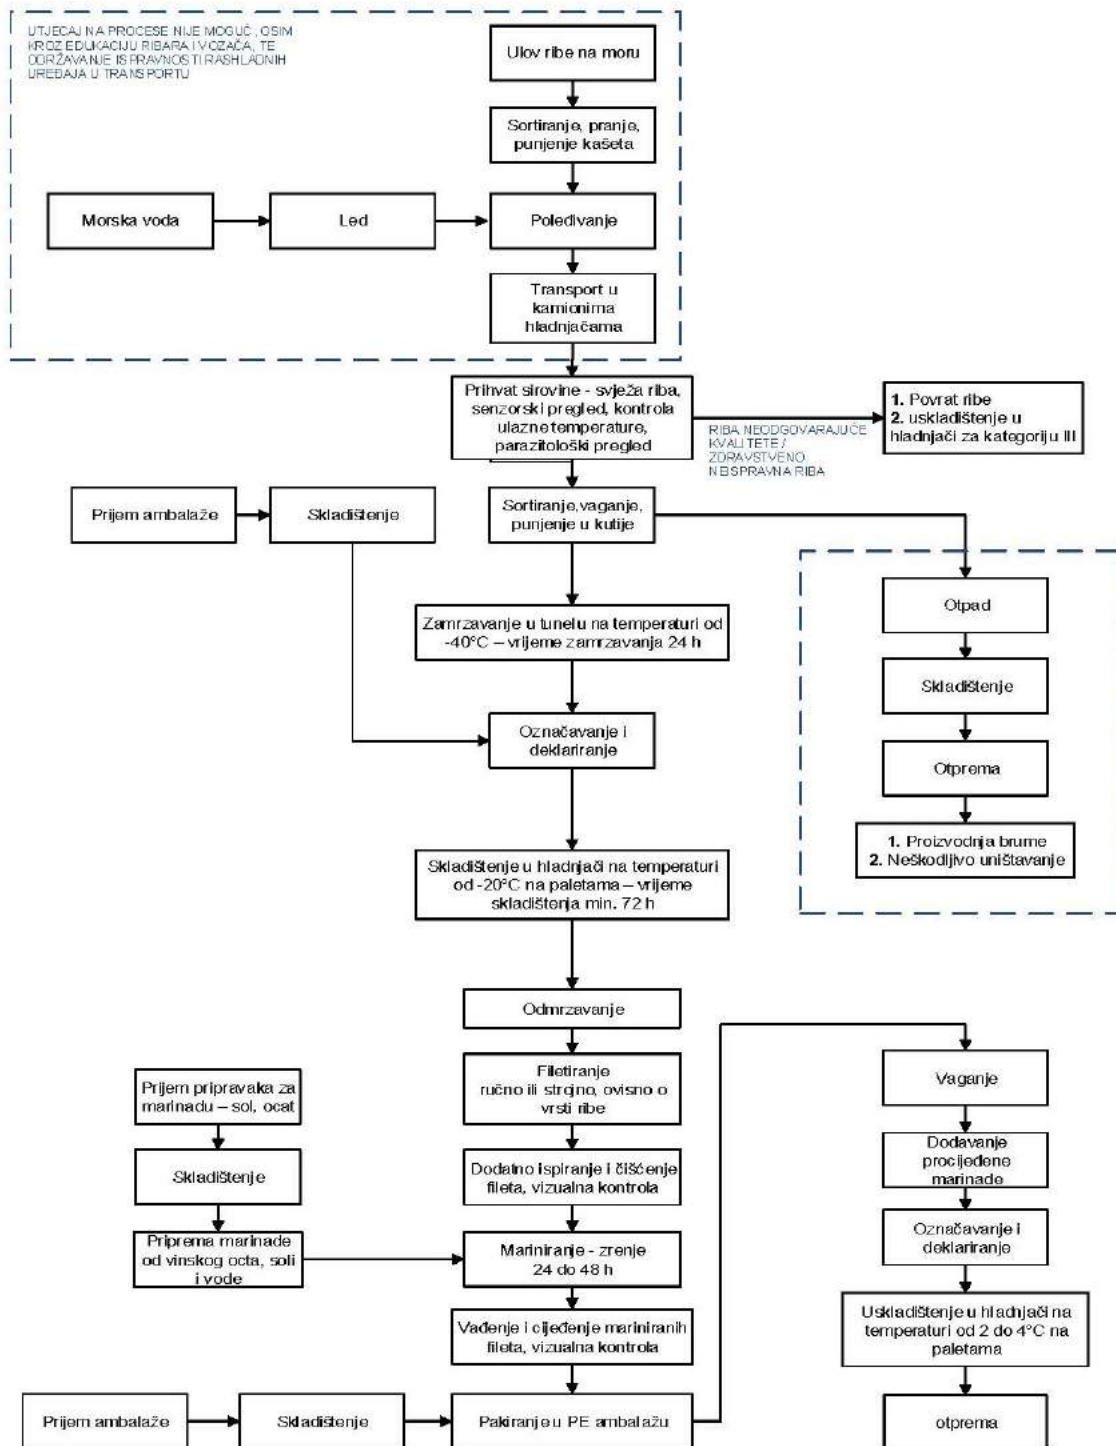 UTJECAJ NA PROCESE NIJE MOGUĆ, OSIM
KROZ EDUKACIJU RIBARA I VOZAČA, TE
ODRŽAVANJE ISPRAVNOSTI RASHLADNIH
UREĐAJA U TRANSPORTU
Ulov ribe na moru
Sortiranje, pranje,
punjenje kašeta
Morska voda
Led
Poleđivanje
Transport u
kamionima
hladnjačama
Prihvat sirovine - svježa riba,
senzorski pregled, kontrola
ulazne temperature,
parazitološki pregled
RIBA NEODGOVARAJUĆE
KVALITETE /
ZDRAVSTVENO
NEISPRAVNA RIBA
1. Povrat ribe
2. uskladištenje u
hladnjači za kategoriju III
Prijem ambalaže
Skladištenje
Sortiranje,vaganje,
punjenje u kutije
Zamrzavanje u tunelu na temperaturi od
-40°C – vrijeme zamrzavanja 24 h
Označavanje i
deklariranje
Otpad
Skladištenje
Otprema
1. Proizvodnja brume
2. Neškodljivo uništavanje
Skladištenje u hladnjači na temperaturi
od -20°C na paletama – vrijeme
skladištenja min. 72 h
Odmrzavanje
Filetiranje
ručno ili strojno, ovisno o
vrsti ribe
Prijem pripravaka za
marinadu – sol, ocat
Skladištenje
Priprema marinade
od vinskog octa, soli
i vode
Dodatno ispiranje i čišćenje
fileta, vizualna kontrola
Mariniranje - zrenje
24 do 48 h
Vađenje i cijeđenje mariniranih
fileta, vizualna kontrola
Prijem ambalaže
Skladištenje
Pakiranje u PE ambalažu
Vaganje
Dodavanje
procijeđene
marinade
Označavanje i
deklariranje
Uskladištenje u hladnjači na
temperaturi od 2 do 4°C na
paletama
otprema